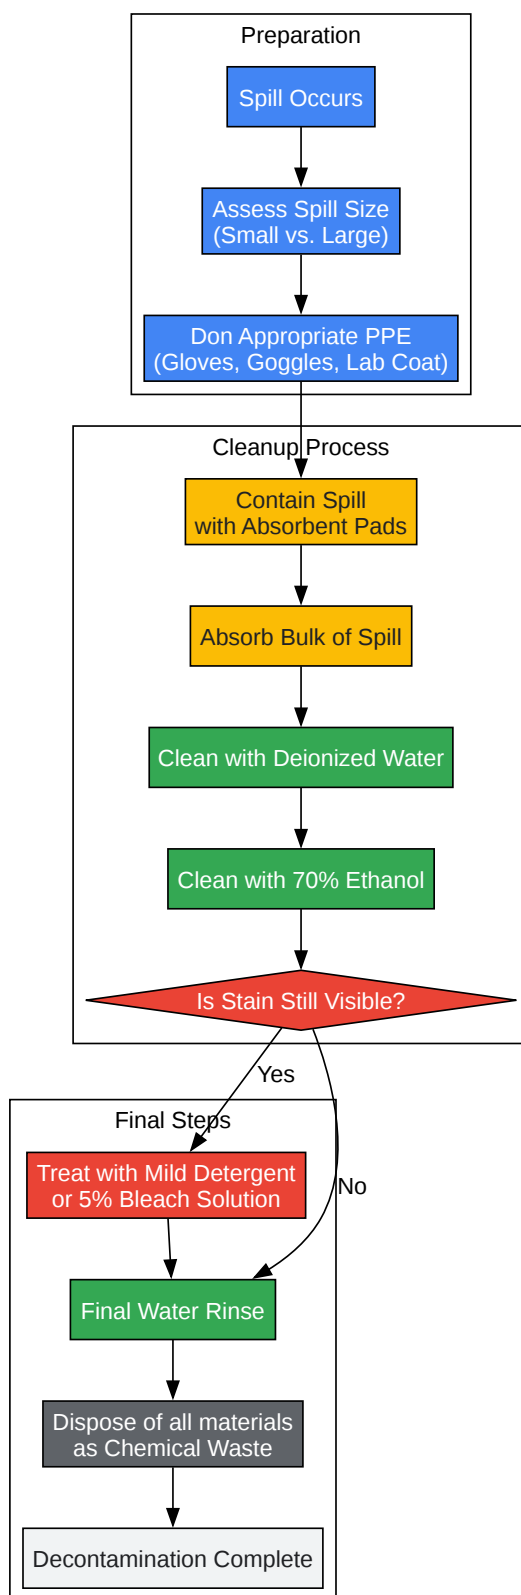 Preparation
Spill Occurs
Assess Spill Size
(Small vs. Large)
Don Appropriate PPE
(Gloves, Goggles, Lab Coat)
Cleanup Process
Contain Spill
with Absorbent Pads
Absorb Bulk of Spill
Clean with Deionized Water
Clean with 70% Ethanol
Is Stain Still Visible?
Yes
Final Steps
Treat with Mild Detergent
or 5% Bleach Solution
No
Final Water Rinse
Dispose of all materials
as Chemical Waste
Decontamination Complete